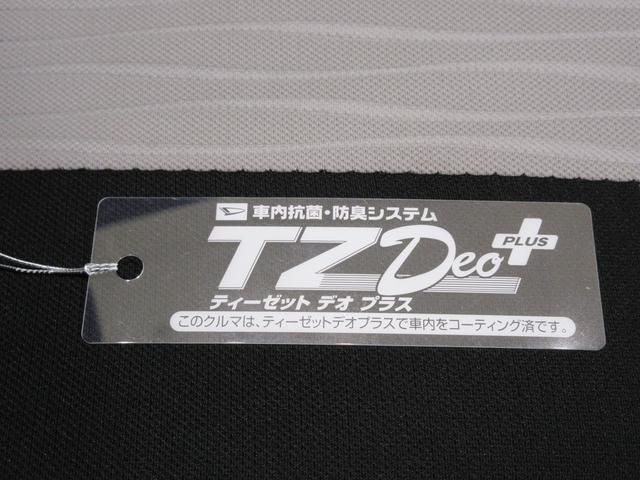 車内抗菌・防臭システム
TZ Deo PLUS
ティーゼット デオ プラス
このクルマは、ティーゼットデオプラスで車内をコーティング済です。